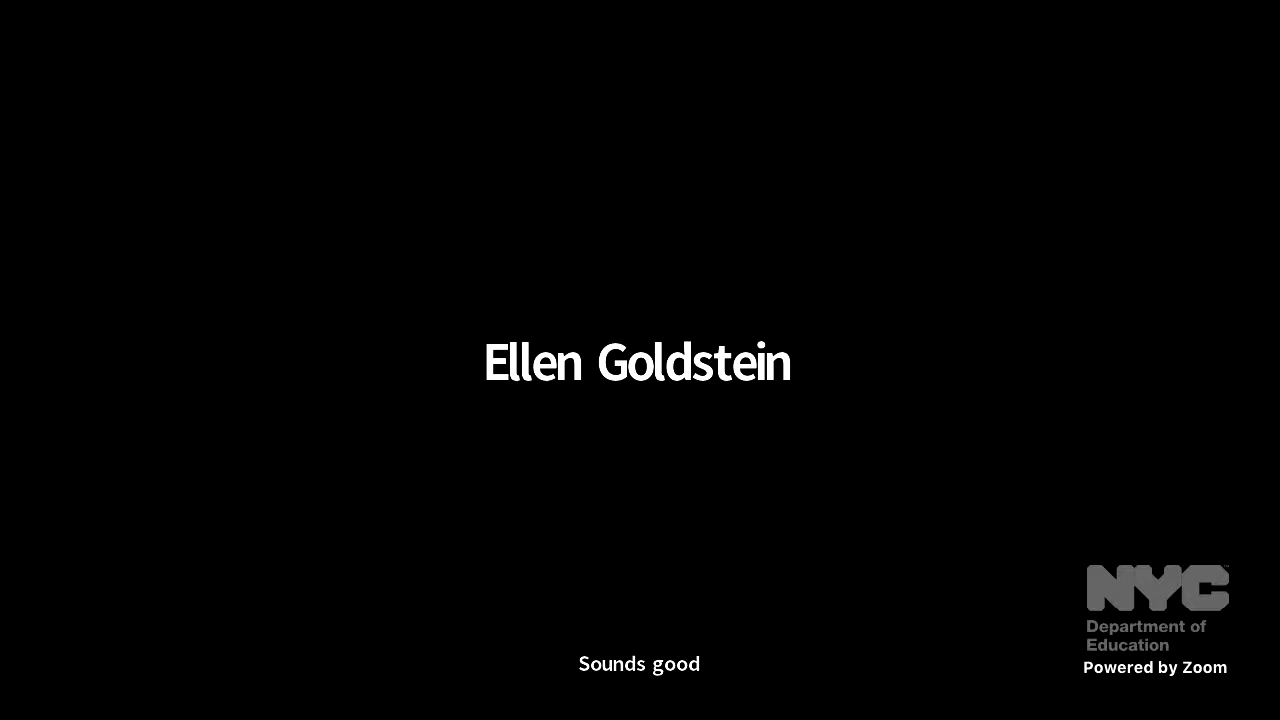 Ellen Goldstein
NYC
Department of
Education
Sounds good
Powered by Zoom